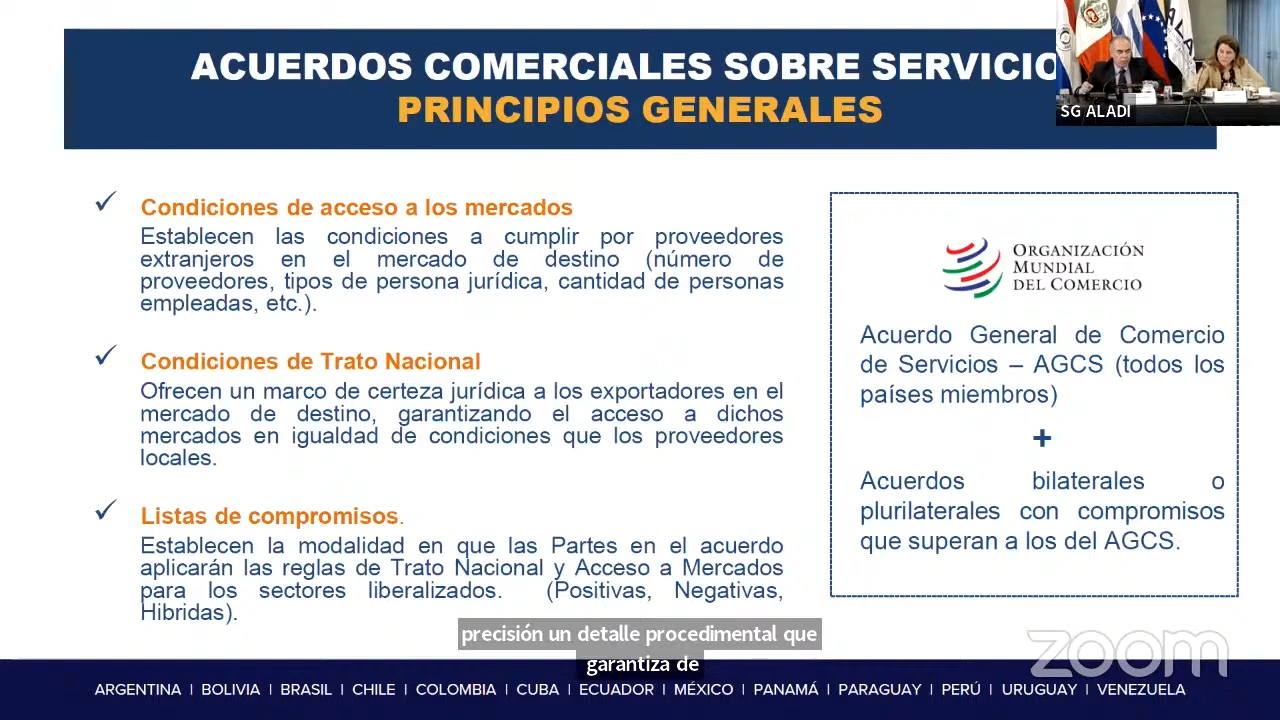 ACUERDOS COMERCIALES SOBRE SERVICIO
PRINCIPIOS GENERALES
SG ALADI
✓ Condiciones de acceso a los mercados
Establecen las condiciones a cumplir por proveedores
extranjeros en el mercado de destino (número de
proveedores, tipos de persona jurídica, cantidad de personas
empleadas, etc.).
✓ Condiciones de Trato Nacional
Ofrecen un marco de certeza jurídica a los exportadores en el
mercado de destino, garantizando el acceso a dichos
mercados en igualdad de condiciones que los proveedores
locales.
✓ Listas de compromisos.
Establecen la modalidad en que las Partes en el acuerdo
aplicarán las reglas de Trato Nacional y Acceso a Mercados
para los sectores liberalizados. (Positivas, Negativas,
Hibridas).
ORGANIZACIÓN
MUNDIAL
DEL COMERCIO
Acuerdo General de Comercio
de Servicios – AGCS (todos los
países miembros)
+
Acuerdos bilaterales o
plurilaterales con compromisos
que superan a los del AGCS.
precisión un detalle procedimental que
garantiza de
zoom
ARGENTINA | BOLIVIA | BRASIL | CHILE | COLOMBIA | CUBA | ECUADOR | MÉXICO | PANAMÁ | PARAGUAY | PERÚ | URUGUAY | VENEZUELA